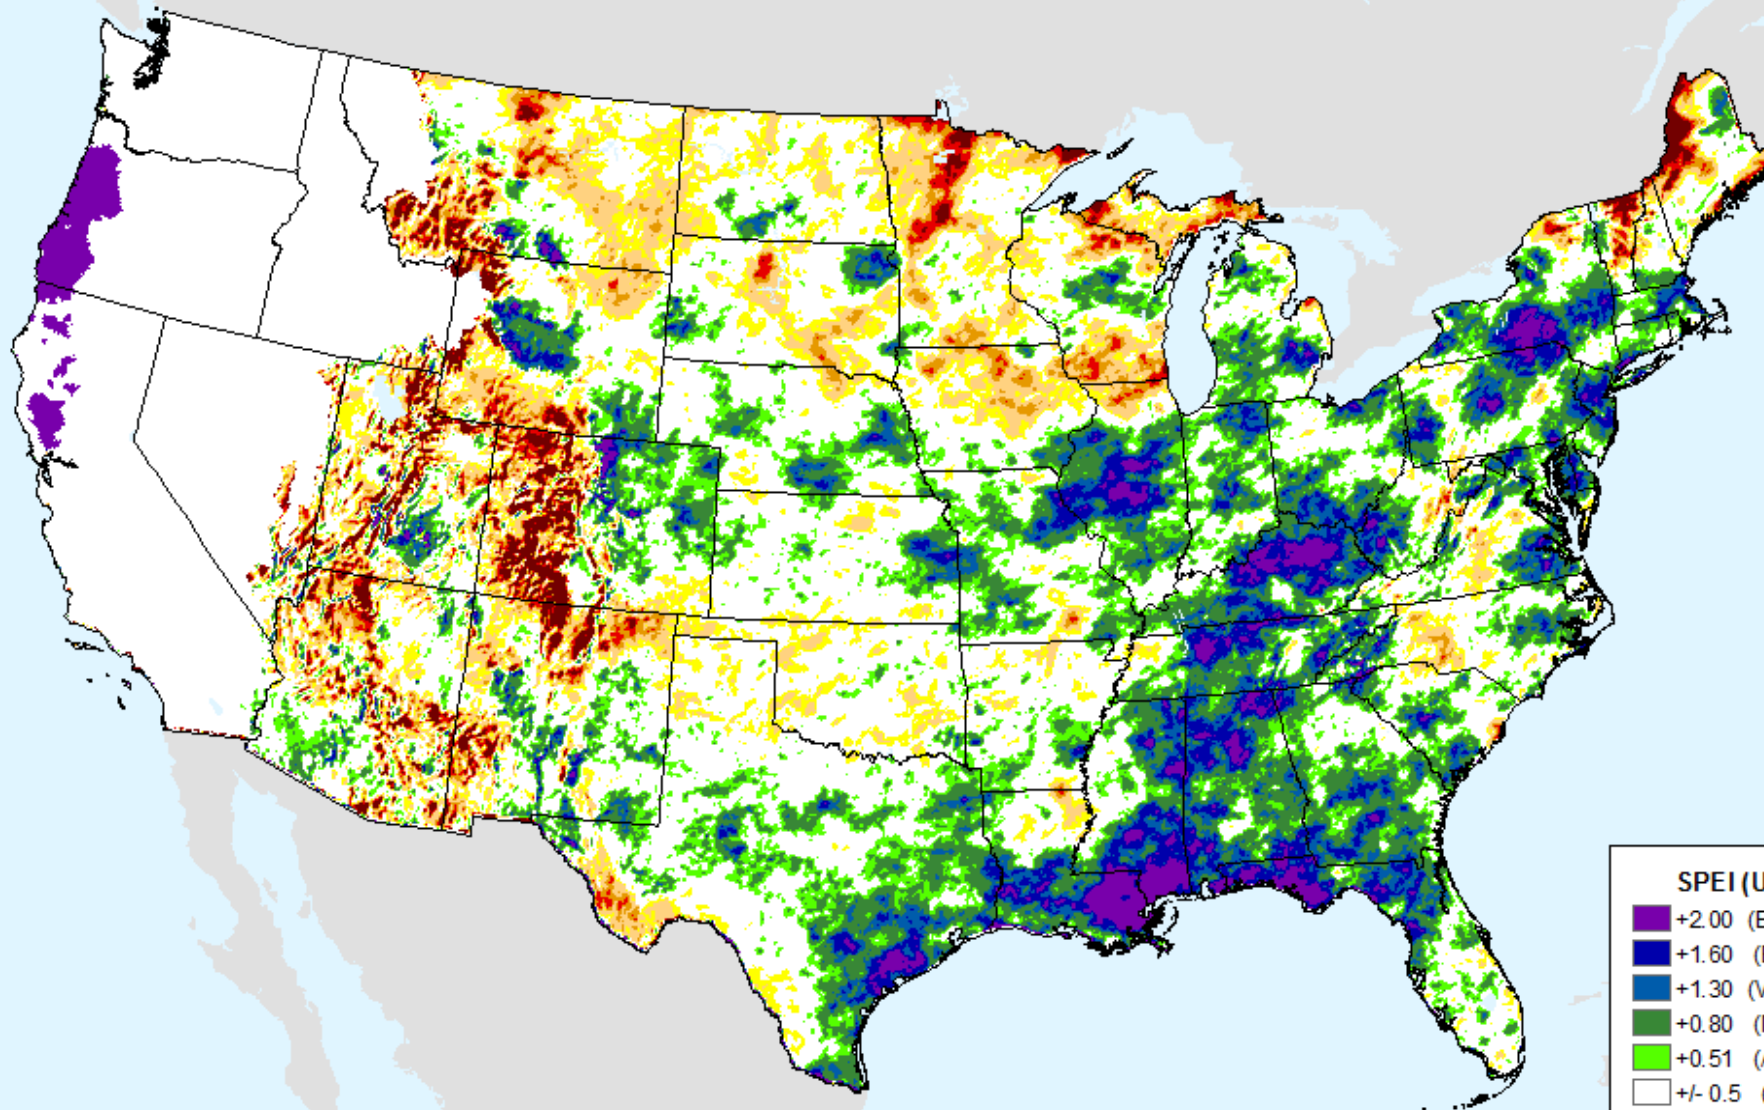 SPEI (U
+2.00 (E
+1.60 (
+1.30 (V
+0.80 (
+0.51 (
+/- 0.5 (